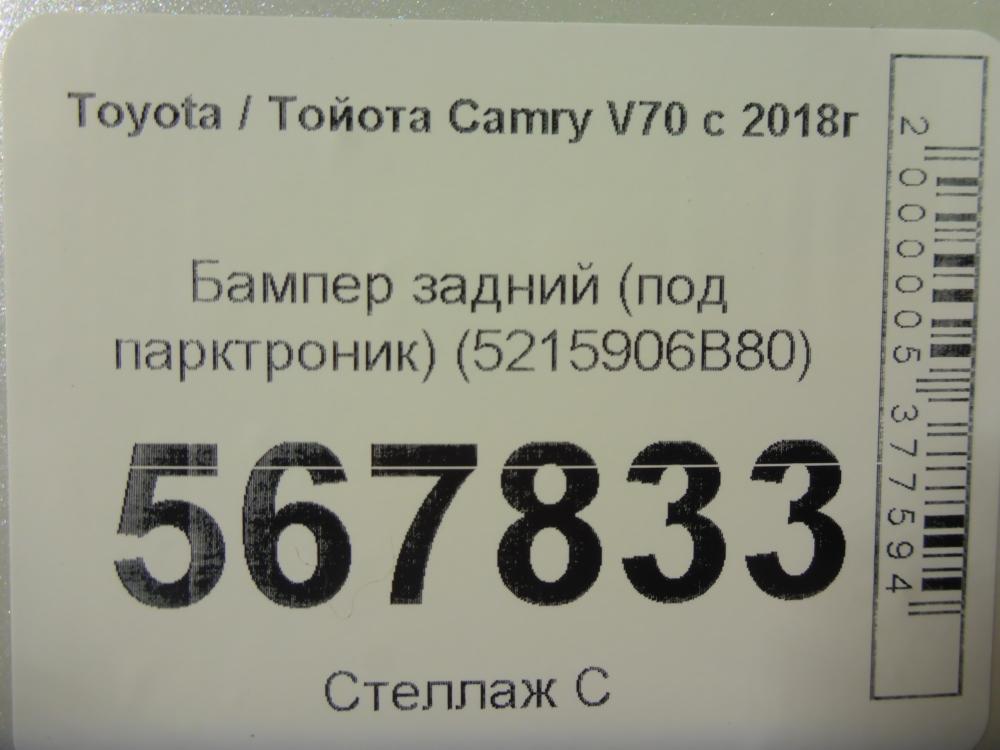 Toyota / Тойота Camry V70 с 2018г
Бампер задний (под
парктроник) (5215906B80)
567833
Стеллаж С
2000005377594